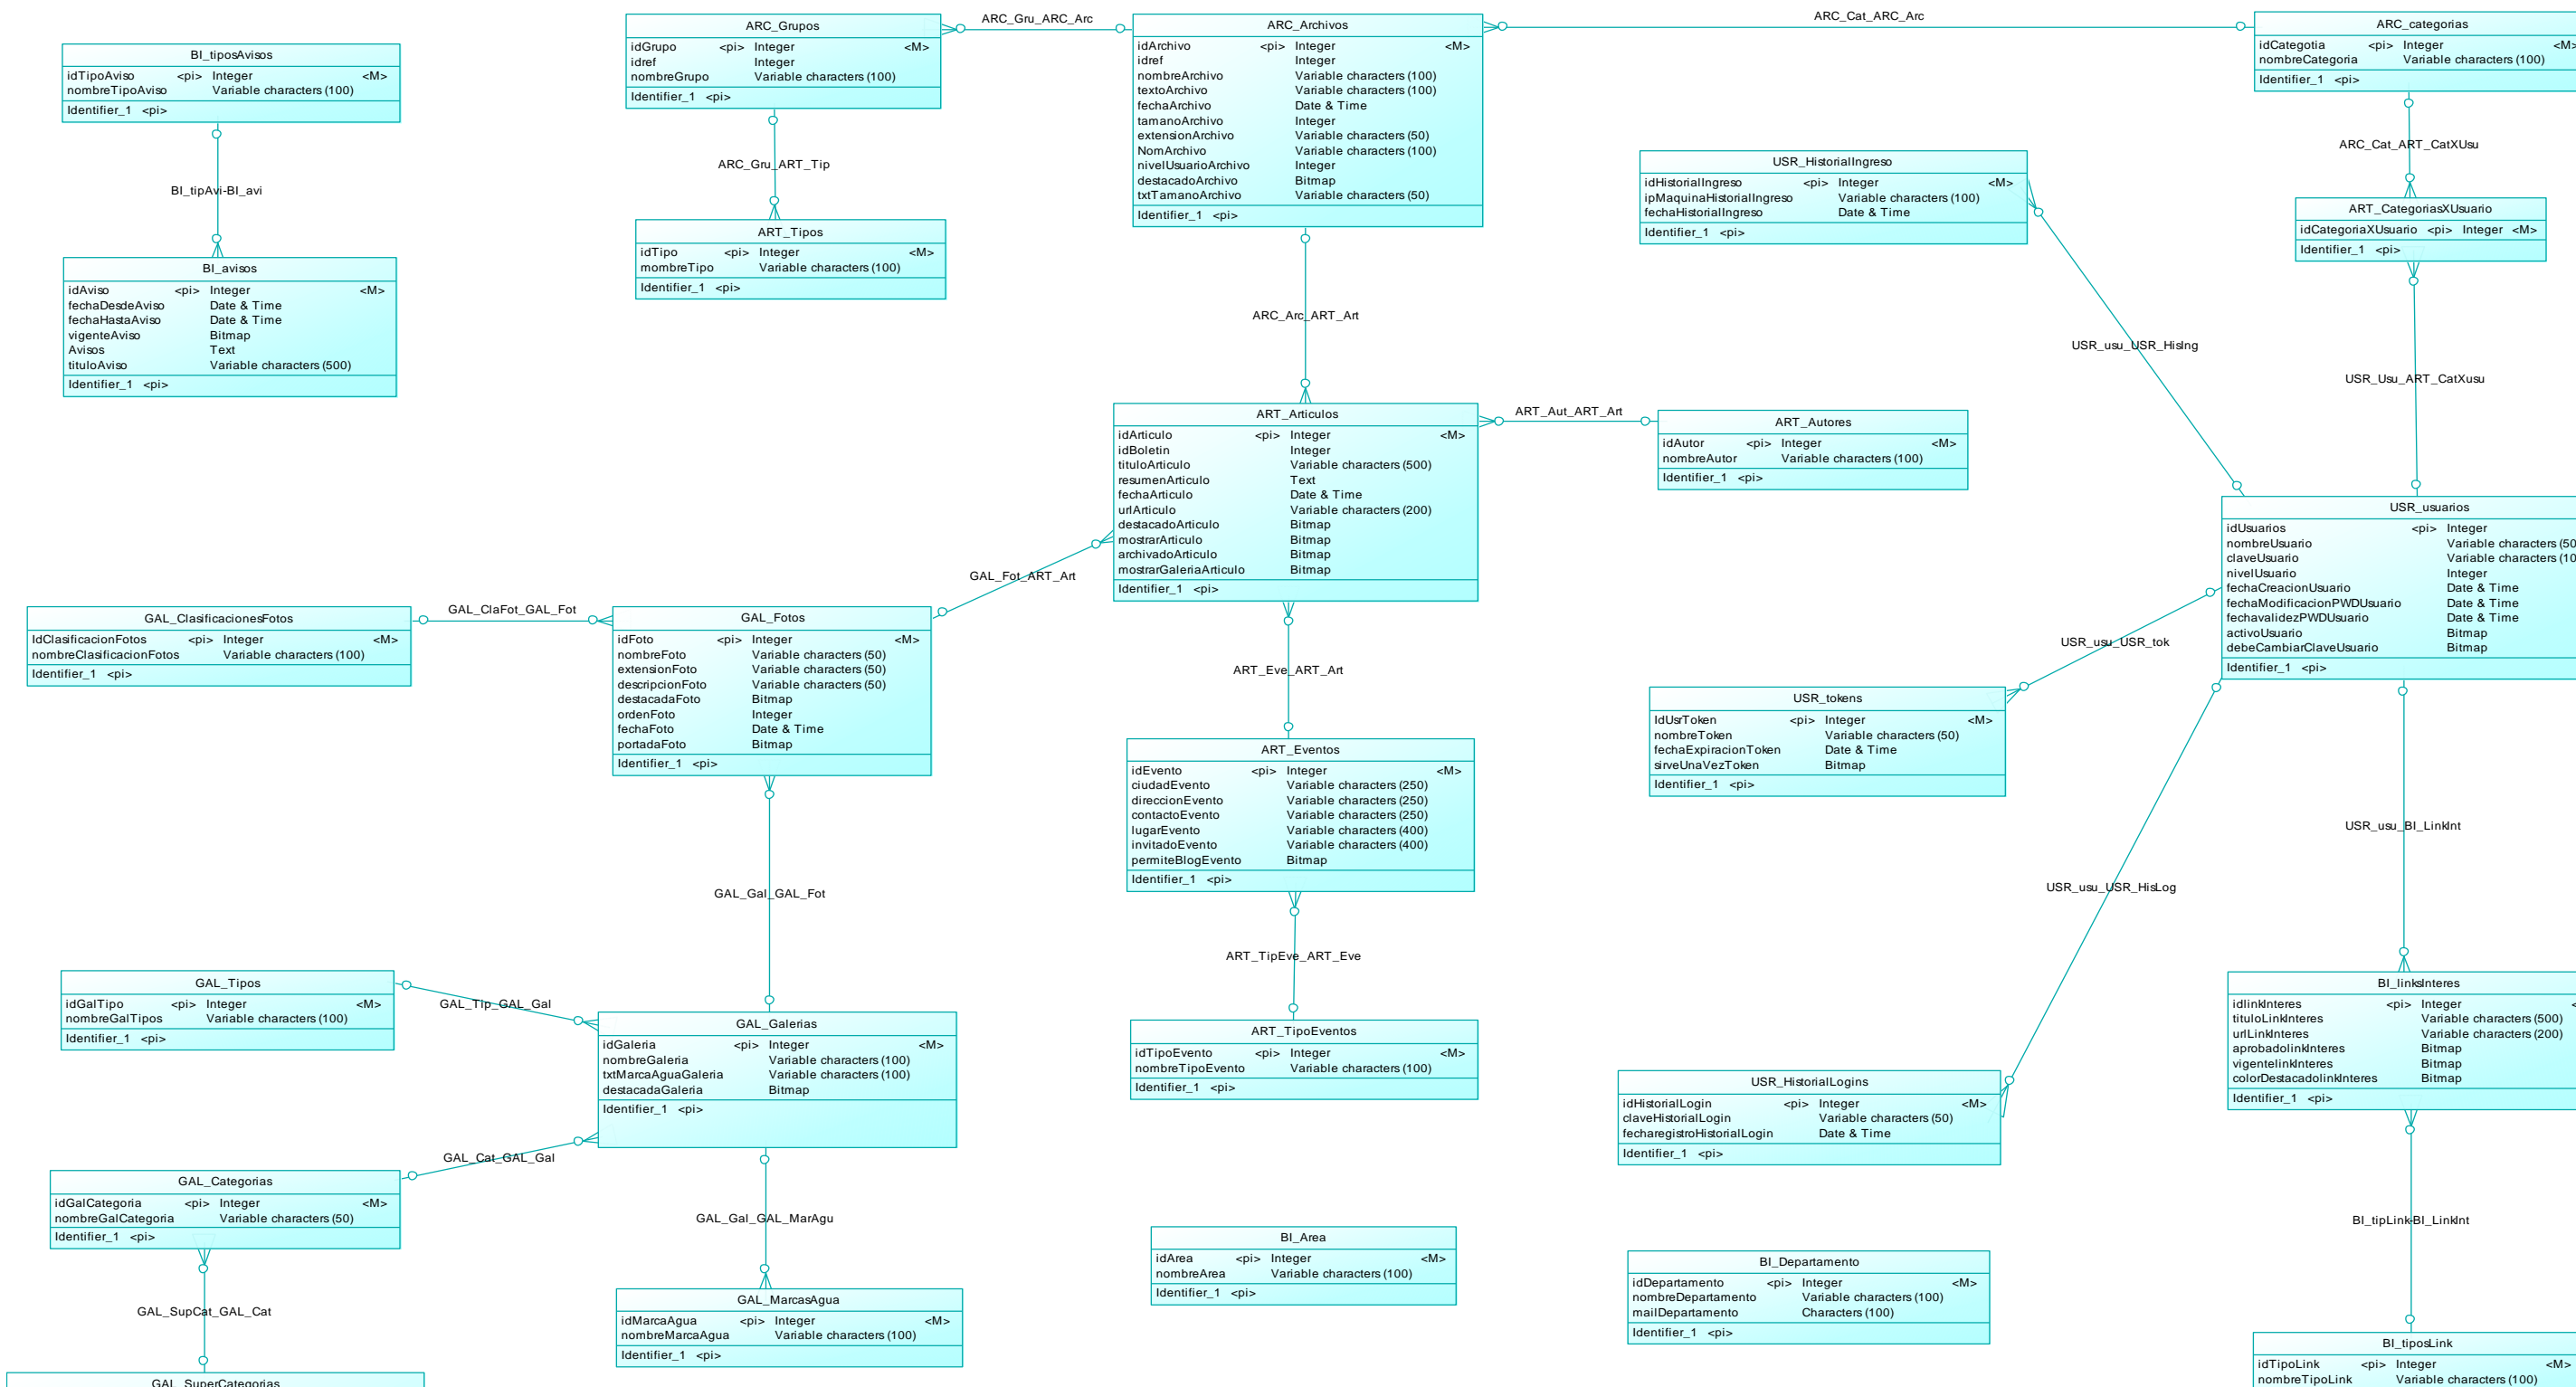 BI_tiposAvisos
idTipoAviso <pi> Integer <M>
nombreTipoAviso Variable characters (100)
Identifier_1 <pi>
BI_tipAvi-BI_avi
BI_avisos
idAviso <pi> Integer <M>
fechaDesdeAviso Date & Time
fechaHastaAviso Date & Time
vigenteAviso Bitmap
Avisos Text
tituloAviso Variable characters (500)
Identifier_1 <pi>
ARC_Grupos
idGrupo <pi> Integer <M>
idref Integer
nombreGrupo Variable characters (100)
Identifier_1 <pi>
ARC_Gru_ARC_Arc
ARC_Gru_ART_Tip
ART_Tipos
idTipo <pi> Integer <M>
mombreTipo Variable characters (100)
Identifier_1 <pi>
ARC_Archivos
idArchivo <pi> Integer <M>
idref Integer
nombreArchivo Variable characters (100)
textoArchivo Variable characters (100)
fechaArchivo Date & Time
tamanoArchivo Integer
extensionArchivo Variable characters (50)
NomArchivo Variable characters (100)
nivelUsuarioArchivo Integer
destacadoArchivo Bitmap
txtTamanoArchivo Variable characters (50)
Identifier_1 <pi>
ARC_Cat_ARC_Arc
ARC_categorias
idCategotia <pi> Integer <M>
nombreCategoria Variable characters (100)
Identifier_1 <pi>
ARC_Cat_ART_CatXUsu
ART_CategoriasXUsuario
idCategoriaXUsuario <pi> Integer <M>
Identifier_1 <pi>
USR_HistorialIngreso
idHistorialIngreso <pi> Integer <M>
ipMaquinaHistorialIngreso Variable characters (100)
fechaHistorialIngreso Date & Time
Identifier_1 <pi>
ARC_Arc_ART_Art
USR_usu_USR_HisIng
USR_Usu_ART_CatXusu
ART_Articulos
idArticulo <pi> Integer <M>
idBoletin Integer
tituloArticulo Variable characters (500)
resumenArticulo Text
fechaArticulo Date & Time
urlArticulo Variable characters (200)
destacadoArticulo Bitmap
mostrarArticulo Bitmap
archivadoArticulo Bitmap
mostrarGaleriaArticulo Bitmap
Identifier_1 <pi>
ART_Aut_ART_Art
ART_Autores
idAutor <pi> Integer <M>
nombreAutor Variable characters (100)
Identifier_1 <pi>
USR_usuarios
idUsuarios <pi> Integer
nombreUsuario Variable characters (50
claveUsuario Variable characters (10
nivelUsuario Integer
fechaCreacionUsuario Date & Time
fechaModificacionPWDUsuario Date & Time
fechavalidezPWDUsuario Date & Time
activoUsuario Bitmap
debeCambiarClaveUsuario Bitmap
Identifier_1 <pi>
GAL_Fot_ART_Art
GAL_ClasificacionesFotos
IdClasificacionFotos <pi> Integer <M>
nombreClasificacionFotos Variable characters (100)
Identifier_1 <pi>
GAL_ClaFot_GAL_Fot
GAL_Fotos
idFoto <pi> Integer <M>
nombreFoto Variable characters (50)
extensionFoto Variable characters (50)
descripcionFoto Variable characters (50)
destacadaFoto Bitmap
ordenFoto Integer
fechaFoto Date & Time
portadaFoto Bitmap
Identifier_1 <pi>
ART_Eve_ART_Art
USR_usu_USR_tok
USR_tokens
IdUsrToken <pi> Integer <M>
nombreToken Variable characters (50)
fechaExpiracionToken Date & Time
sirveUnaVezToken Bitmap
Identifier_1 <pi>
ART_Eventos
idEvento <pi> Integer <M>
ciudadEvento Variable characters (250)
direccionEvento Variable characters (250)
contactoEvento Variable characters (250)
lugarEvento Variable characters (400)
invitadoEvento Variable characters (400)
permiteBlogEvento Bitmap
Identifier_1 <pi>
USR_usu_BI_LinkInt
GAL_Gal_GAL_Fot
USR_usu_USR_HisLog
ART_TipEve_ART_Eve
GAL_Tipos
idGalTipo <pi> Integer <M>
nombreGalTipos Variable characters (100)
Identifier_1 <pi>
GAL_Tip_GAL_Gal
GAL_Galerias
idGaleria <pi> Integer <M>
nombreGaleria Variable characters (100)
txtMarcaAguaGaleria Variable characters (100)
destacadaGaleria Bitmap
Identifier_1 <pi>
ART_TipoEventos
idTipoEvento <pi> Integer <M>
nombreTipoEvento Variable characters (100)
Identifier_1 <pi>
BI_linksInteres
idlinkInteres <pi> Integer <
tituloLinkInteres Variable characters (500)
urlLinkInteres Variable characters (200)
aprobadolinkInteres Bitmap
vigentelinkInteres Bitmap
colorDestacadolinkInteres Bitmap
Identifier_1 <pi>
USR_HistorialLogins
idHistorialLogin <pi> Integer <M>
claveHistorialLogin Variable characters (50)
fecharegistroHistorialLogin Date & Time
Identifier_1 <pi>
GAL_Cat_GAL_Gal
GAL_Categorias
idGalCategoria <pi> Integer <M>
nombreGalCategoria Variable characters (50)
Identifier_1 <pi>
GAL_Gal_GAL_MarAgu
BI_tipLink-BI_LinkInt
BI_Area
idArea <pi> Integer <M>
nombreArea Variable characters (100)
Identifier_1 <pi>
BI_Departamento
idDepartamento <pi> Integer <M>
nombreDepartamento Variable characters (100)
mailDepartamento Characters (100)
Identifier_1 <pi>
GAL_SupCat_GAL_Cat
GAL_MarcasAgua
idMarcaAgua <pi> Integer <M>
nombreMarcaAgua Variable characters (100)
Identifier_1 <pi>
BI_tiposLink
idTipoLink <pi> Integer <M>
nombreTipoLink Variable characters (100)
GAL_SuperCategorias